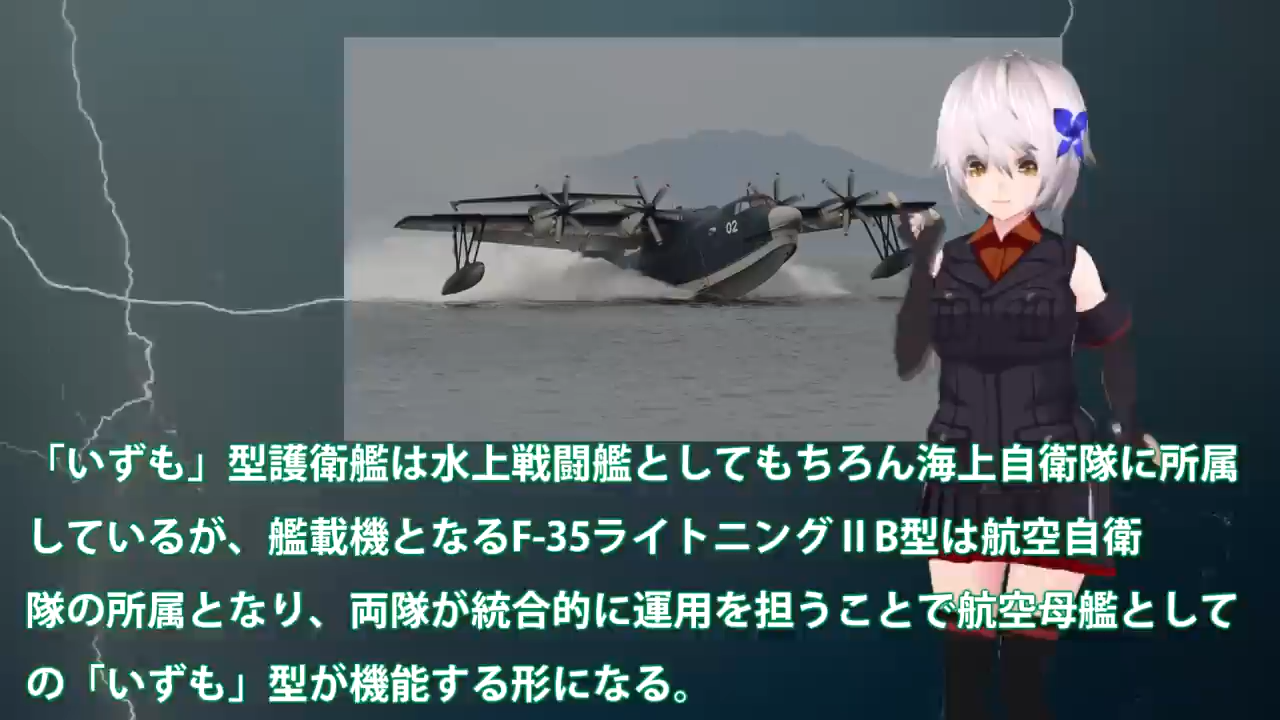 02
「いずも」型護衛艦は水上戦闘艦としてもちろん海上自衛隊に所属
しているが、艦載機となるF-35ライトニングⅡB型は航空自衛
隊の所属となり、両隊が統合的に運用を担うことで航空母艦として
の「いずも」型が機能する形になる。